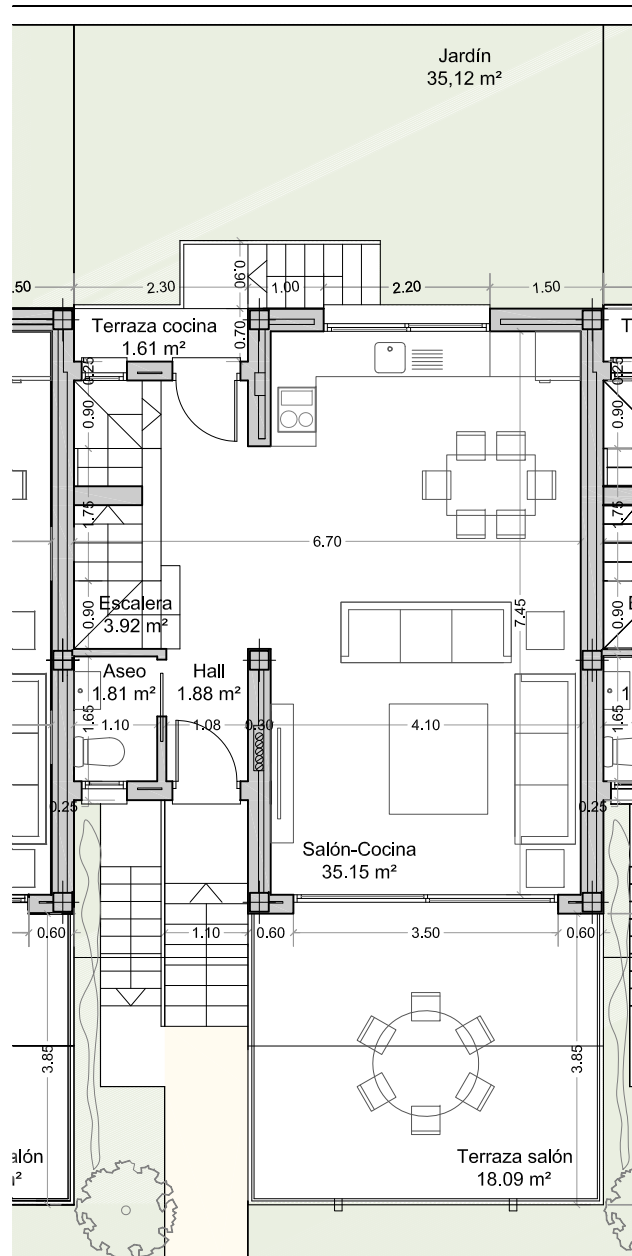 Jardín
35,12 m²
0.90
.50
2.30
1.00
2.20
1.50
Terraza cocina
1.61 m²
0.70
T
0.25
0.25
0.90
0.90
1.75
1.75
6.70
7.45
0.90
0.90
Escalera
3.92 m²
E
Aseo
1.81 m²
Hall
1.88 m²
1
1.65
1.65
1.10
1.08
0.30
4.10
0.25
0.25
Salón-Cocina
35.15 m²
0.60
1.10
0.60
3.50
0.60
3.85
3.85
alón
Terraza salón
18.09 m²